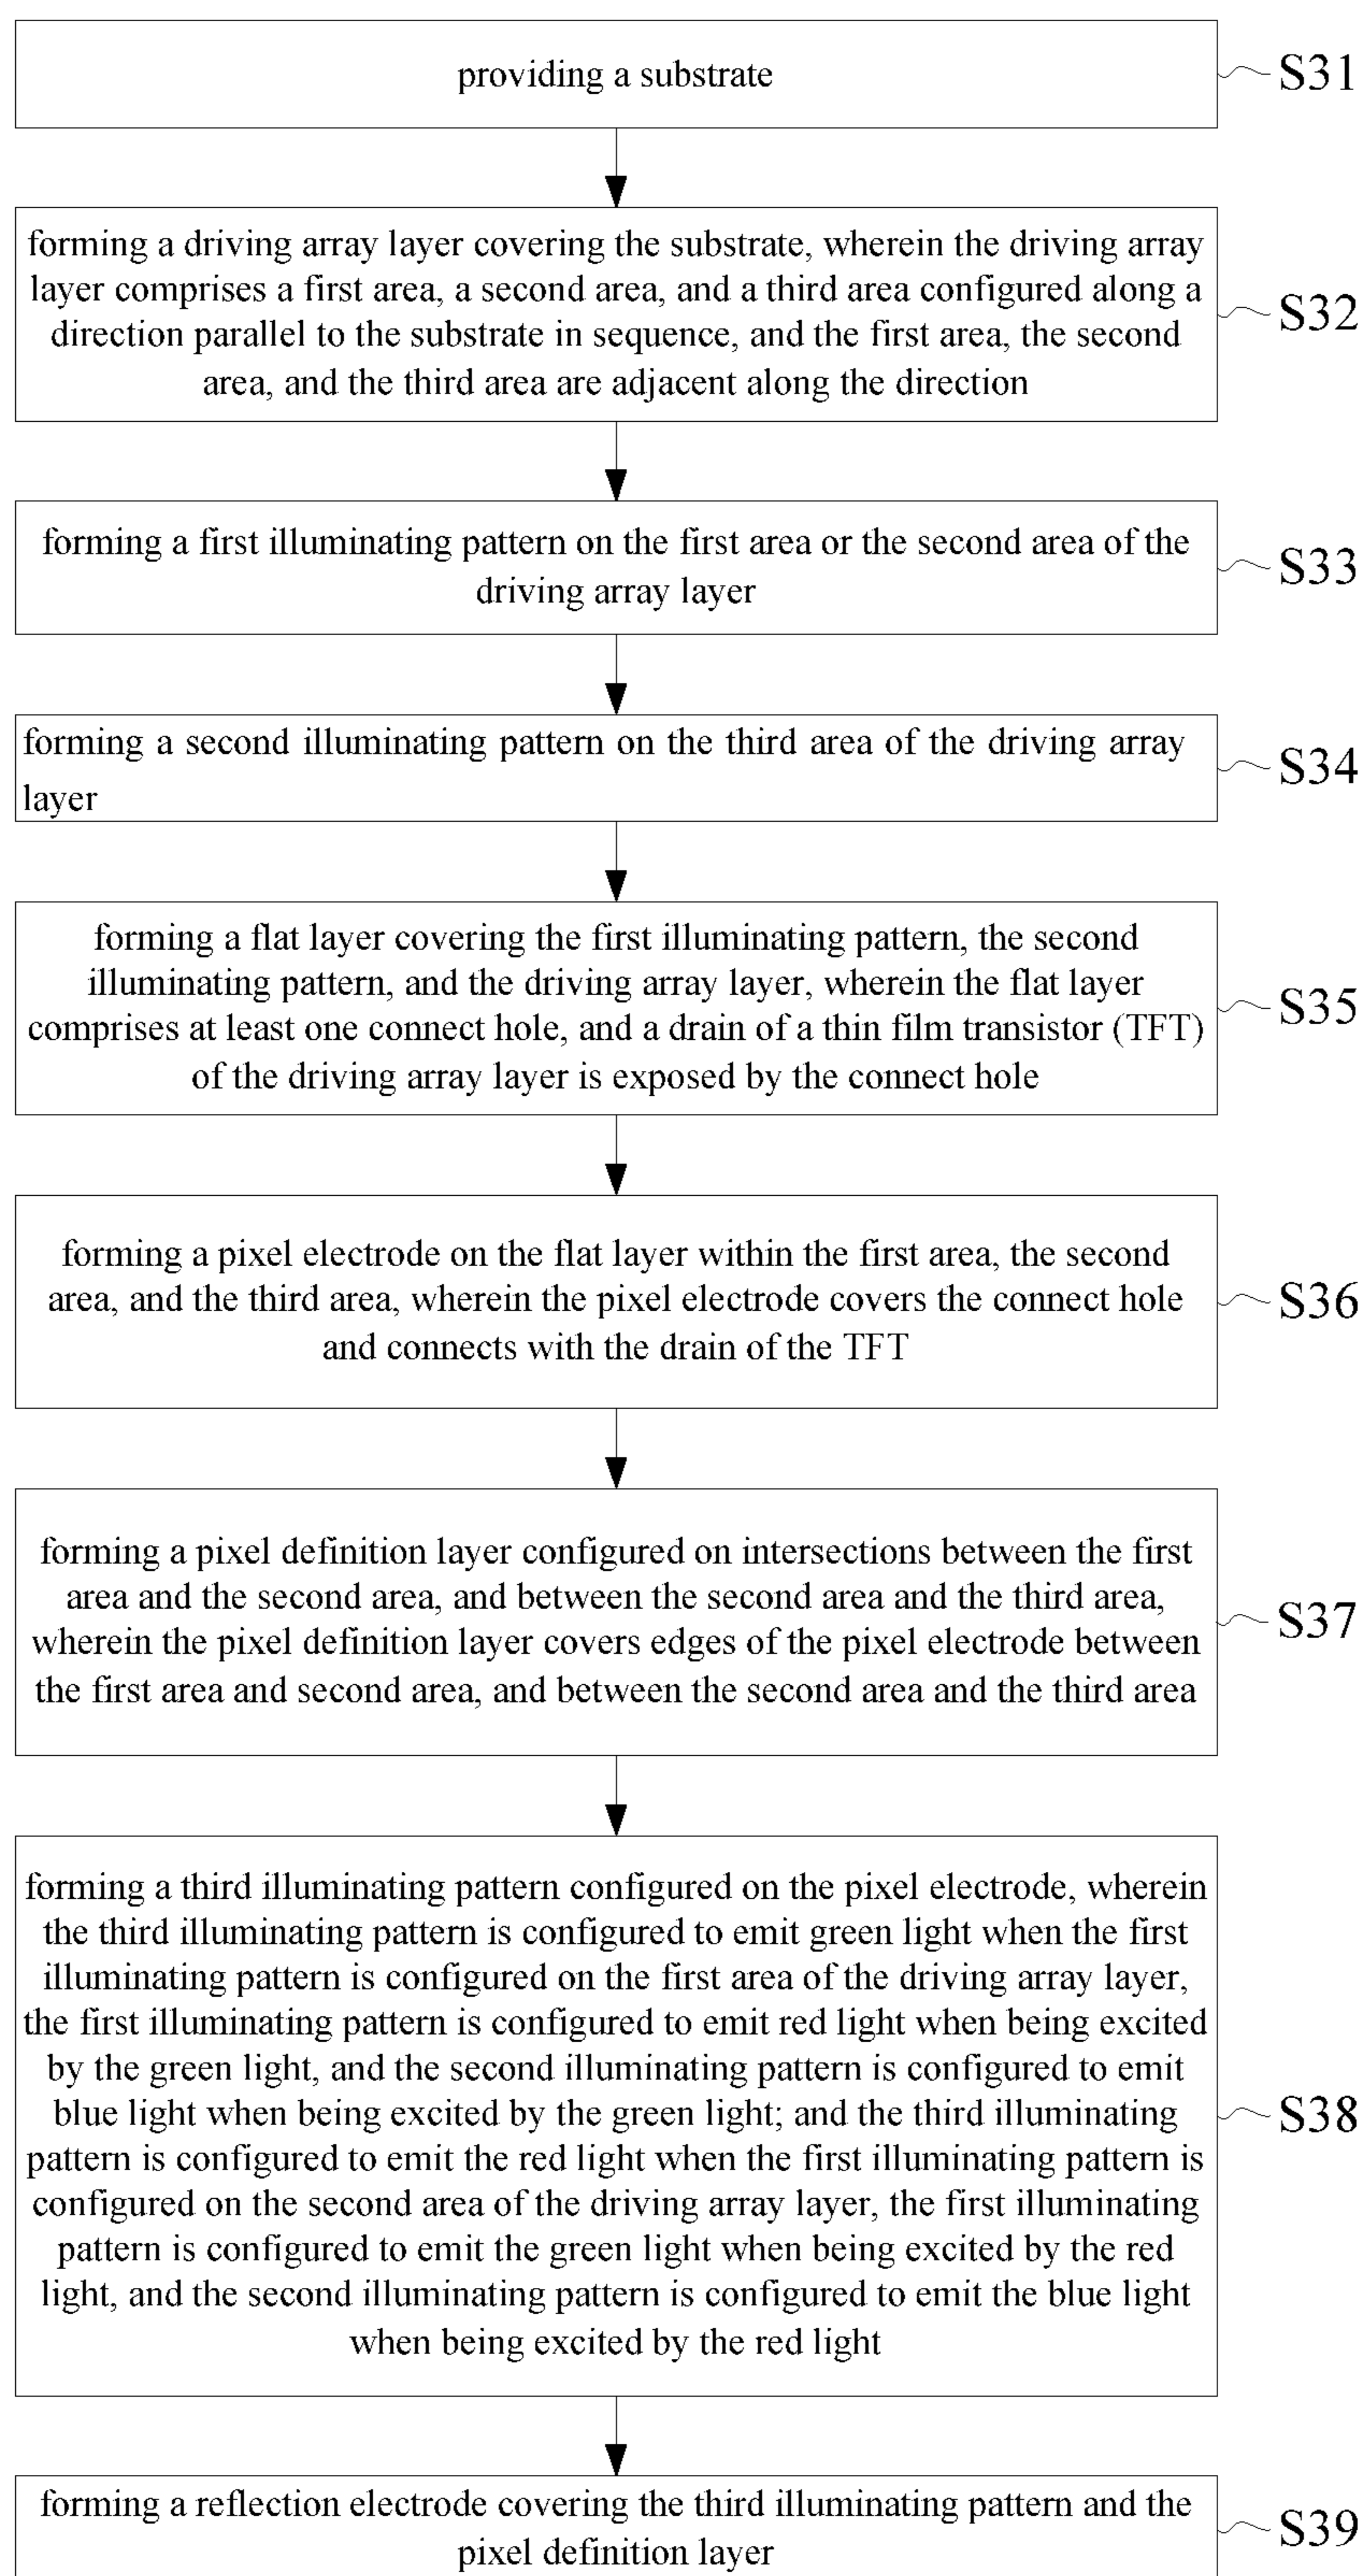 providing a substrate
S31
forming a driving array layer covering the substrate, wherein the driving array
layer comprises a first area, a second area, and a third area configured along a
direction parallel to the substrate in sequence, and the first area, the second
area, and the third area are adjacent along the direction
S32
forming a first illuminating pattern on the first area or the second area of the
driving array layer
S33
forming a second illuminating pattern on the third area of the driving array
layer
S34
forming a flat layer covering the first illuminating pattern, the second
illuminating pattern, and the driving array layer, wherein the flat layer
comprises at least one connect hole, and a drain of a thin film transistor (TFT)
of the driving array layer is exposed by the connect hole
S35
forming a pixel electrode on the flat layer within the first area, the second
area, and the third area, wherein the pixel electrode covers the connect hole
and connects with the drain of the TFT
S36
forming a pixel definition layer configured on intersections between the first
area and the second area, and between the second area and the third area,
wherein the pixel definition layer covers edges of the pixel electrode between
the first area and second area, and between the second area and the third area
S37
forming a third illuminating pattern configured on the pixel electrode, wherein
the third illuminating pattern is configured to emit green light when the first
illuminating pattern is configured on the first area of the driving array layer,
the first illuminating pattern is configured to emit red light when being excited
by the green light, and the second illuminating pattern is configured to emit
blue light when being excited by the green light; and the third illuminating
pattern is configured to emit the red light when the first illuminating pattern is
configured on the second area of the driving array layer, the first illuminating
pattern is configured to emit the green light when being excited by the red
light, and the second illuminating pattern is configured to emit the blue light
when being excited by the red light
S38
forming a reflection electrode covering the third illuminating pattern and the
pixel definition layer
S39